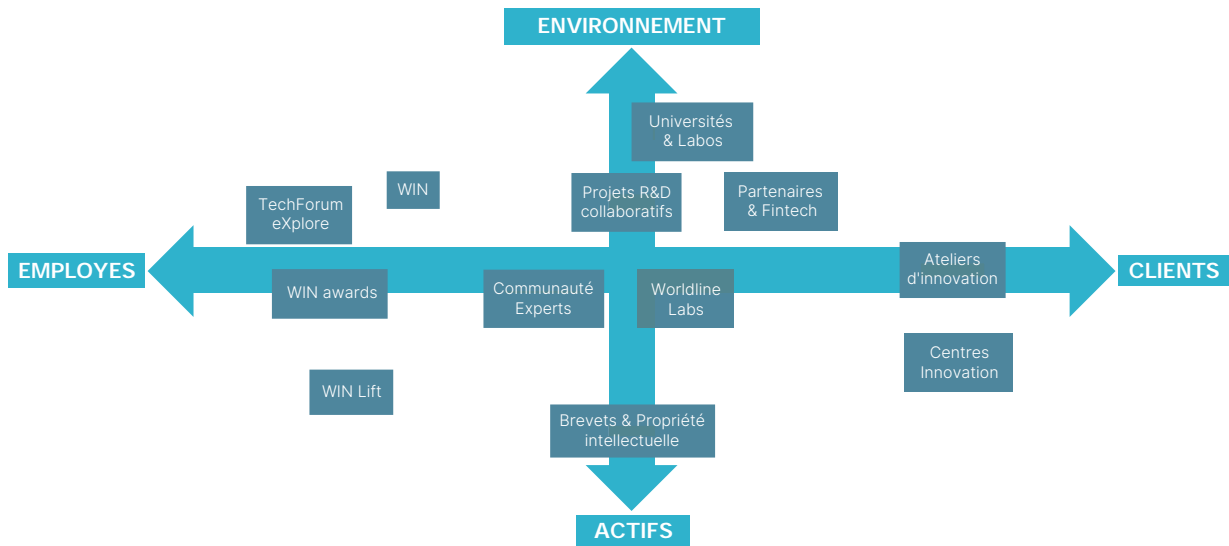 ENVIRONNEMENT
Universités
& Labos
WIN
Projets R&D
collaboratifs
Partenaires
& Fintech
TechForum
eXplore
EMPLOYES
CLIENTS
Ateliers
d'innovation
WIN awards
Communauté
Experts
Worldline
Labs
Centres
Innovation
WIN Lift
Brevets & Propriété
intellectuelle
ACTIFS